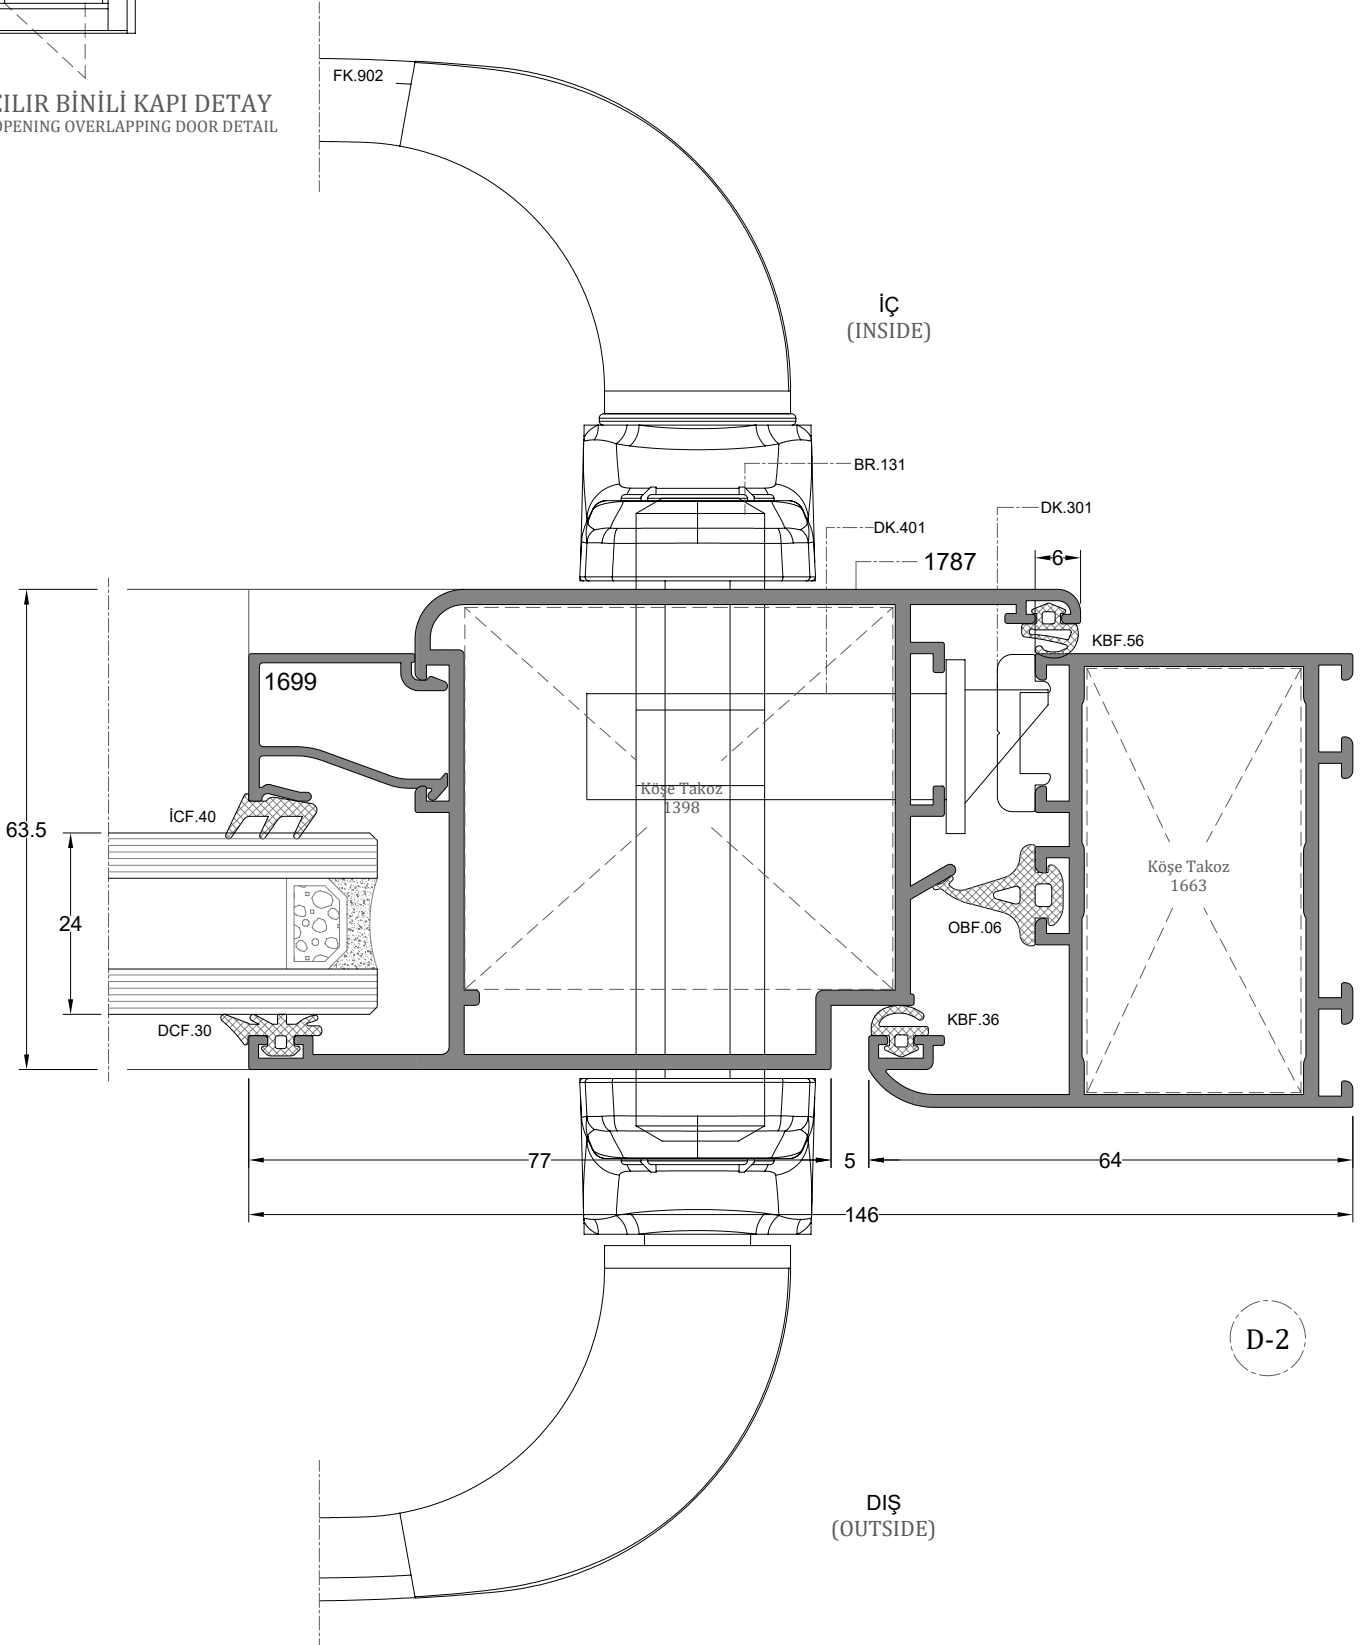 FK.902
BİNİLİ KAPI DETAY
OVERLAPPING DOOR DETAIL
İÇ
(INSIDE)
BR.131
DK.401
DK.301
1787
6
KBF.56
1699
Köşe Takoz
1398
İCF.40
63.5
24
Köşe Takoz
1663
OBF.06
DCF.30
KBF.36
77
5
64
146
D-2
DIŞ
(OUTSIDE)